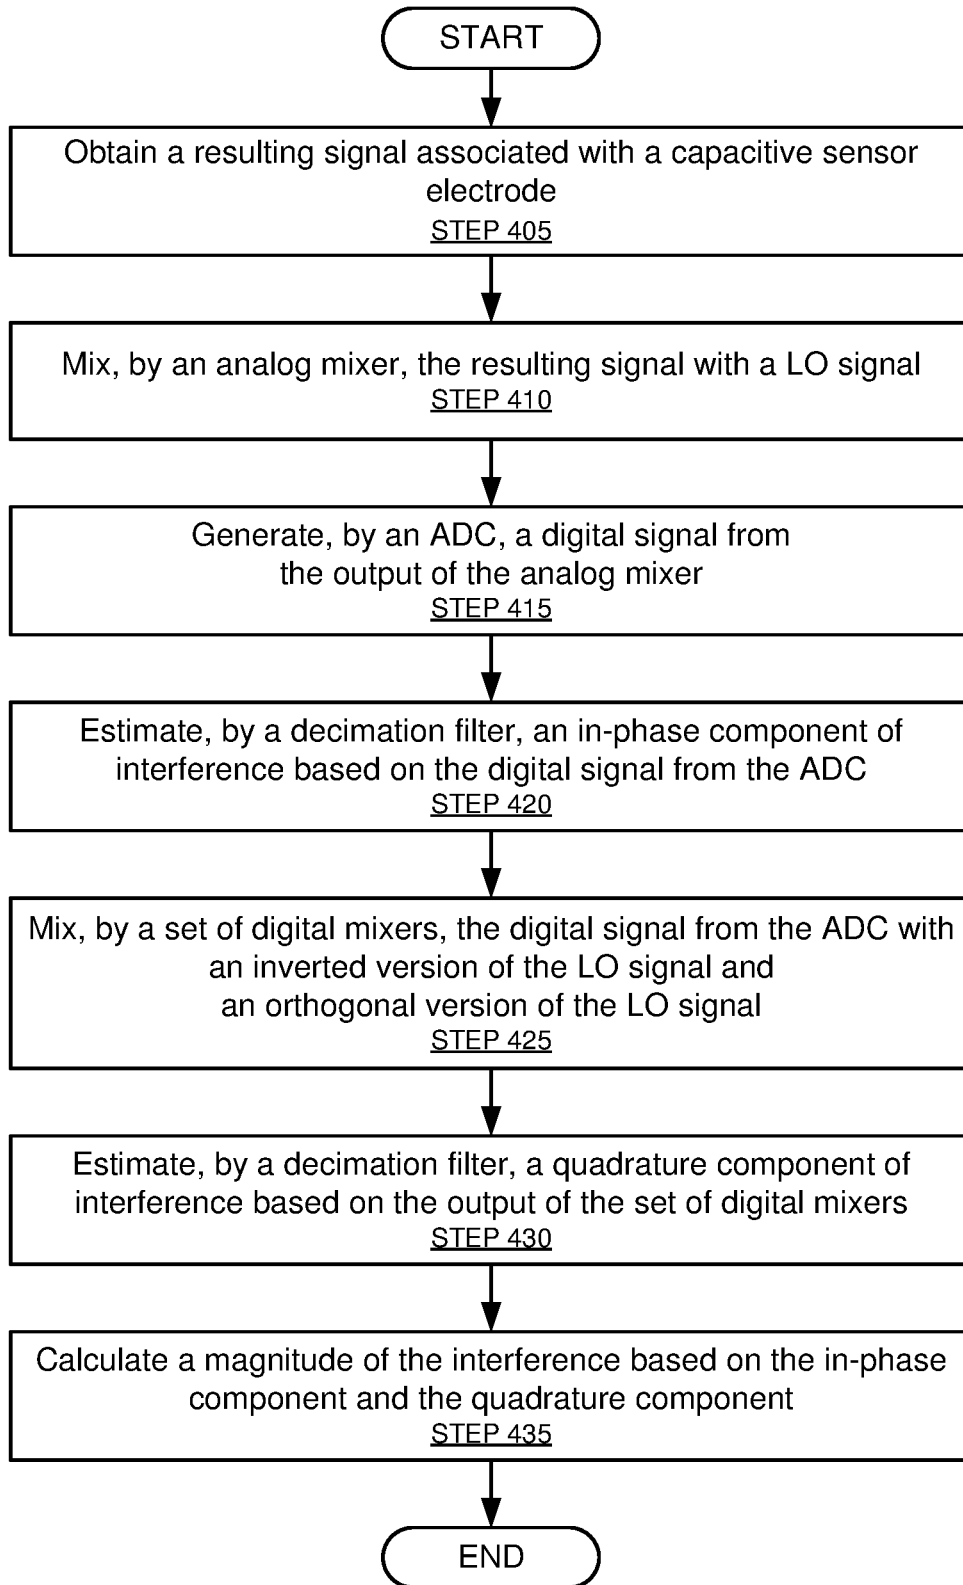 START
Obtain a resulting signal associated with a capacitive sensor
electrode
STEP 405
Mix, by an analog mixer, the resulting signal with a LO signal
STEP 410
Generate, by an ADC, a digital signal from
the output of the analog mixer
STEP 415
Estimate, by a decimation filter, an in-phase component of
interference based on the digital signal from the ADC
STEP 420
Mix, by a set of digital mixers, the digital signal from the ADC with
an inverted version of the LO signal and
an orthogonal version of the LO signal
STEP 425
Estimate, by a decimation filter, a quadrature component of
interference based on the output of the set of digital mixers
STEP 430
Calculate a magnitude of the interference based on the in-phase
component and the quadrature component
STEP 435
END